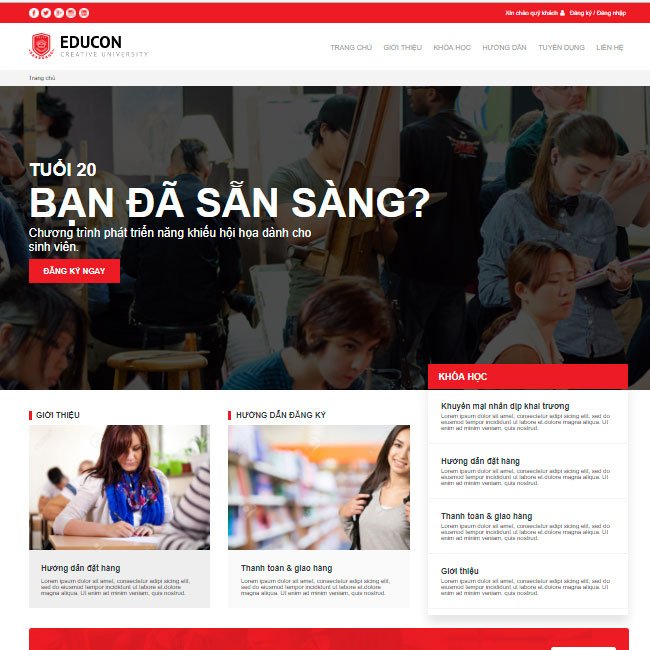 Xin chào quý khách Đăng ký / Đăng nhập
EDUCON
CREATIVE UNIVERSITY
TRANG CHỦ GIỚI THIỆU KHÓA HỌC HƯỚNG DẪN TUYỂN DỤNG LIÊN HỆ
Trang chủ
TUỔI 20
BẠN ĐÃ SẴN SÀNG?
Chương trình phát triển năng khiếu hội họa dành cho
sinh viên.
ĐĂNG KÝ NGAY
GIỚI THIỆU
Hướng dẫn đặt hàng
Lorem ipsum dolor sit amet, consectetur adipi sicing elit,
sed do eiusmod tempor incididunt ut labore et dolore
magna aliqua. Ut enim ad minim veniam, quis nostrud.
HƯỚNG DẪN ĐĂNG KÝ
Thanh toán & giao hàng
Lorem ipsum dolor sit amet, consectetur adipi sicing elit,
sed do eiusmod tempor incididunt ut labore et dolore
magna aliqua. Ut enim ad minim veniam, quis nostrud.
KHÓA HỌC
Khuyến mại nhân dịp khai trương
Lorem ipsum dolor sit amet, consectetur adipi sicing elit, sed do
eiusmod tempor incididunt ut labore et dolore magna aliqua. Ut
enim ad minim veniam, quis nostrud.
Hướng dẫn đặt hàng
Lorem ipsum dolor sit amet, consectetur adipi sicing elit, sed do
eiusmod tempor incididunt ut labore et dolore magna aliqua. Ut
enim ad minim veniam, quis nostrud.
Thanh toán & giao hàng
Lorem ipsum dolor sit amet, consectetur adipi sicing elit, sed do
eiusmod tempor incididunt ut labore et dolore magna aliqua. Ut
enim ad minim veniam, quis nostrud.
Giới thiệu
Lorem ipsum dolor sit amet, consectetur adipi sicing elit, sed do
eiusmod tempor incididunt ut labore et dolore magna aliqua. Ut
enim ad minim veniam, quis nostrud.